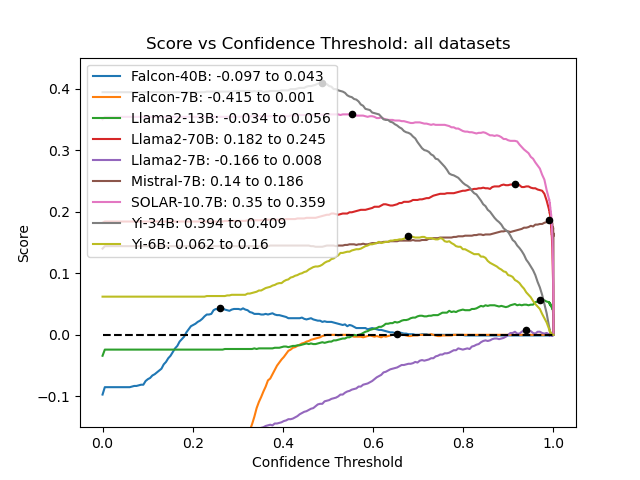 Score vs Confidence Threshold: all datasets
Falcon-40B: -0.097 to 0.043
Falcon-7B: -0.415 to 0.001
Llama2-13B: -0.034 to 0.056
Llama2-70B: 0.182 to 0.245
Llama2-7B: -0.166 to 0.008
Mistral-7B: 0.14 to 0.186
SOLAR-10.7B: 0.35 to 0.359
Yi-34B: 0.394 to 0.409
Yi-6B: 0.062 to 0.16
Score
0.4
0.3
0.2
0.1
0.0
−0.1
0.0 0.2 0.4 0.6 0.8 1.0
Confidence Threshold